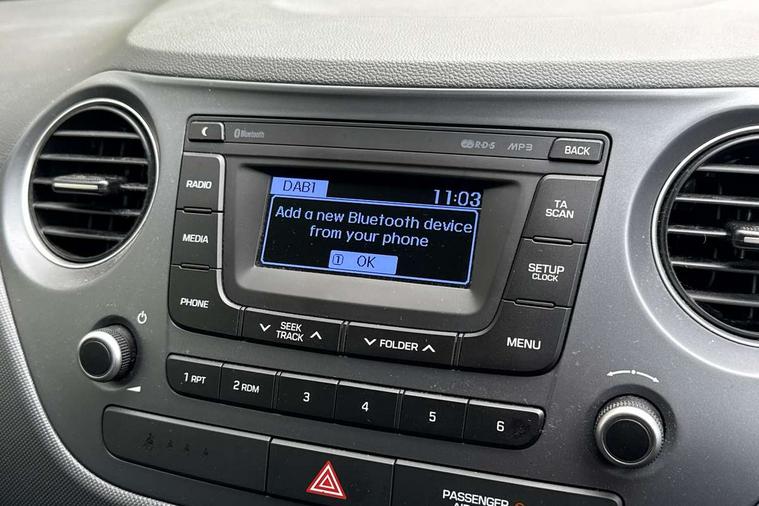 Bluetooth
R·D·S
MP3
BACK
RADIO
MEDIA
PHONE
DAB1
11:03
Add a new Bluetooth device
from your phone
1 OK
TA
SCAN
SETUP
CLOCK
MENU
SEEK
TRACK
FOLDER
1 RPT
2 RDM
3
4
5
6
PASSENGER